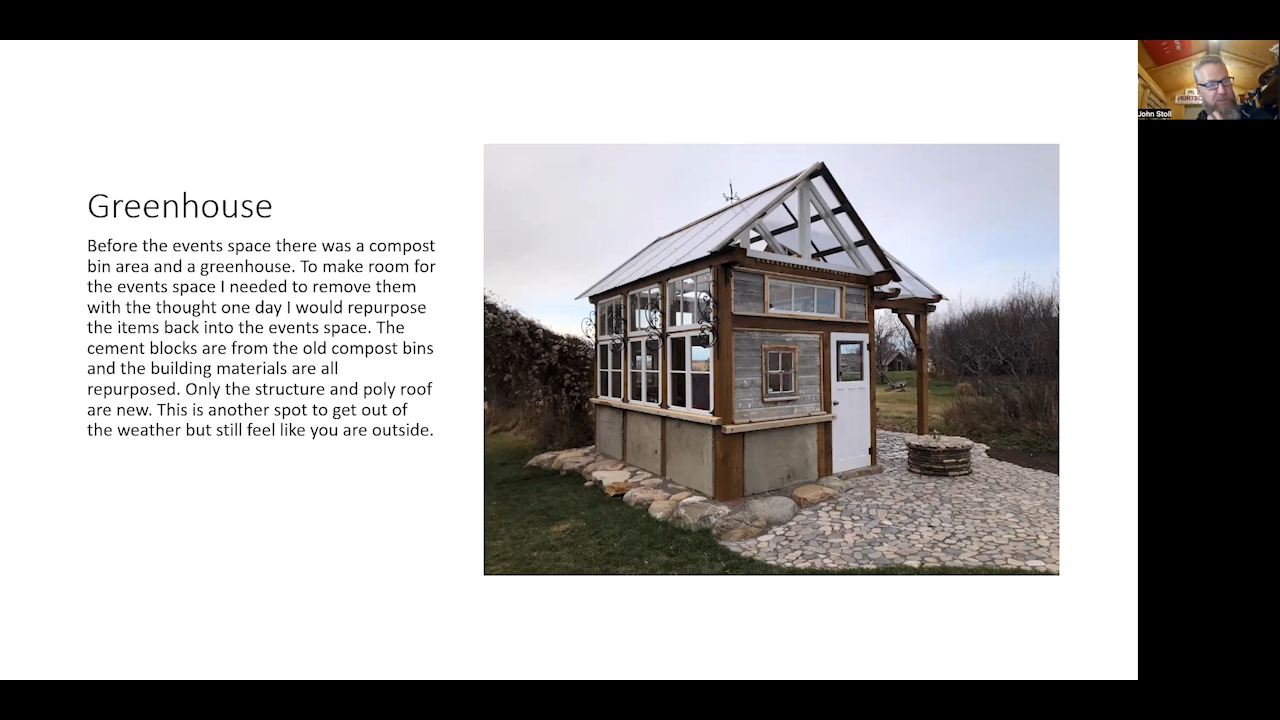 Greenhouse
Before the events space there was a compost
bin area and a greenhouse. To make room for
the events space I needed to remove them
with the thought one day I would repurpose
the items back into the events space. The
cement blocks are from the old compost bins
and the building materials are all
repurposed. Only the structure and poly roof
are new. This is another spot to get out of
the weather but still feel like you are outside.
John Stoll